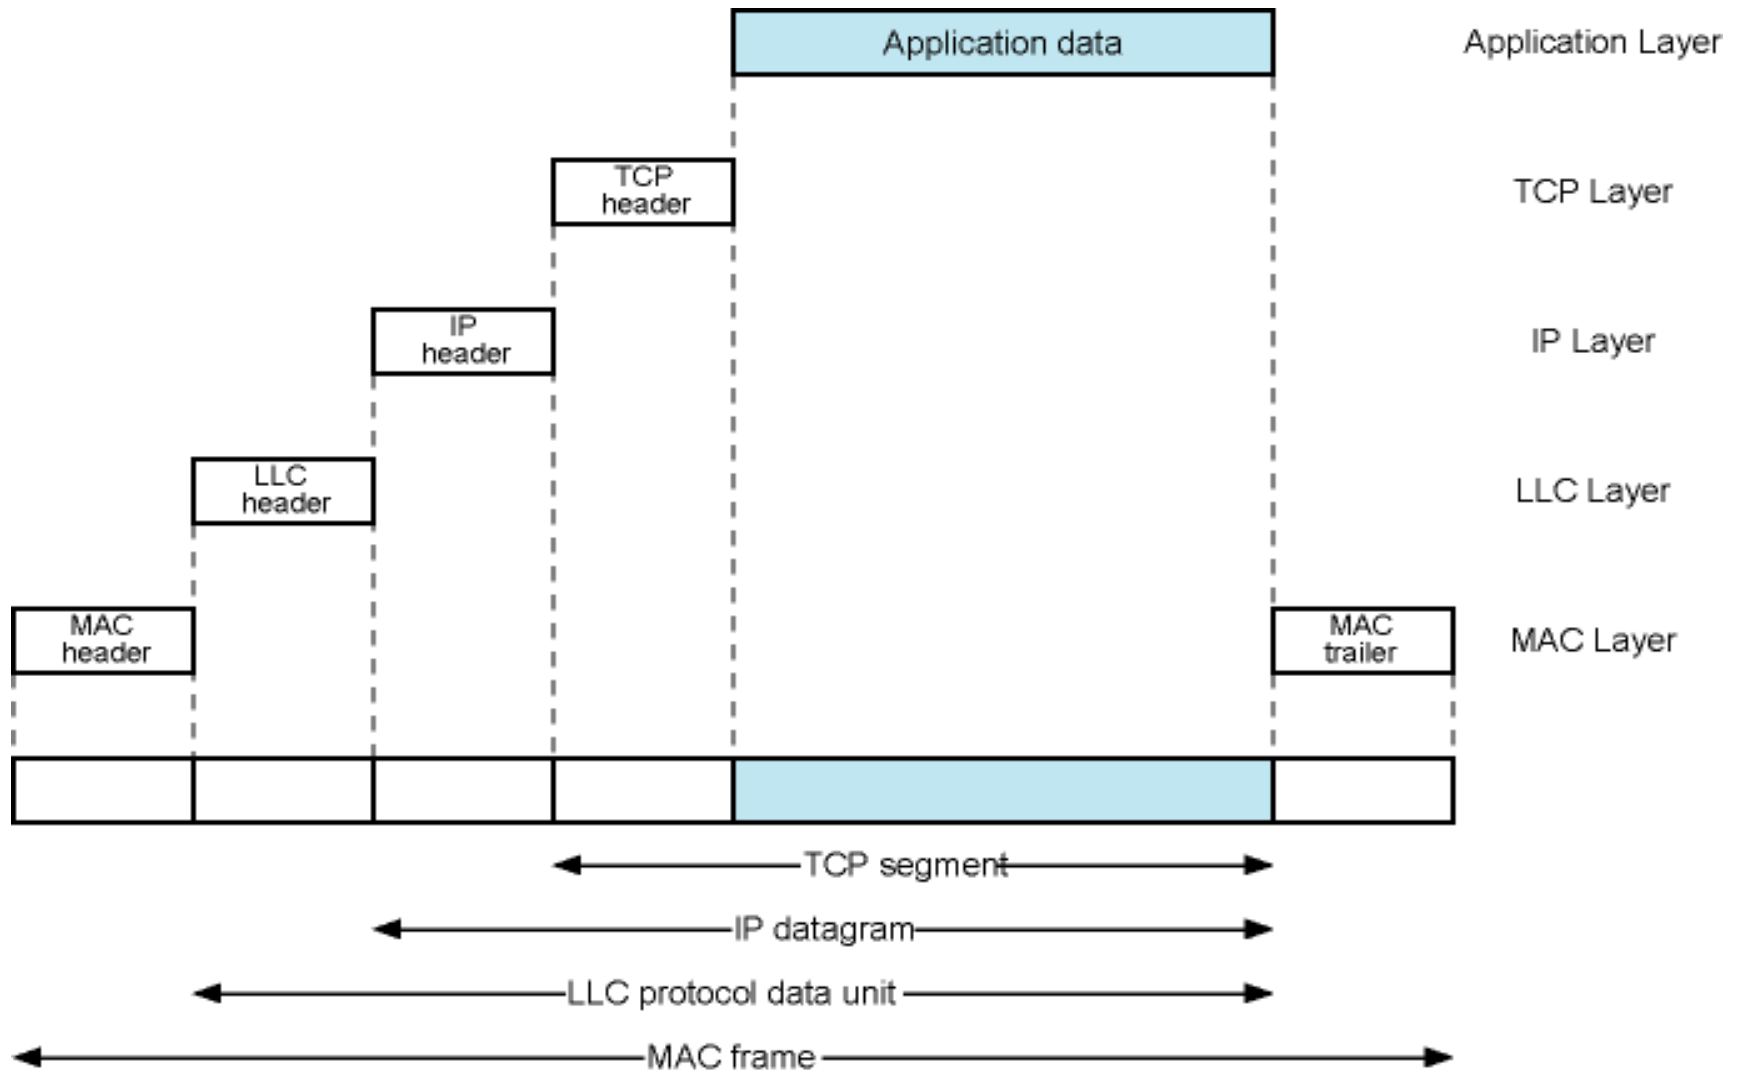 Application data
Application Layer
TCP
header
TCP Layer
IP
header
IP Layer
LLC
header
LLC Layer
MAC
header
MAC
trailer
MAC Layer
TCP segment
IP datagram
LLC protocol data unit
MAC frame